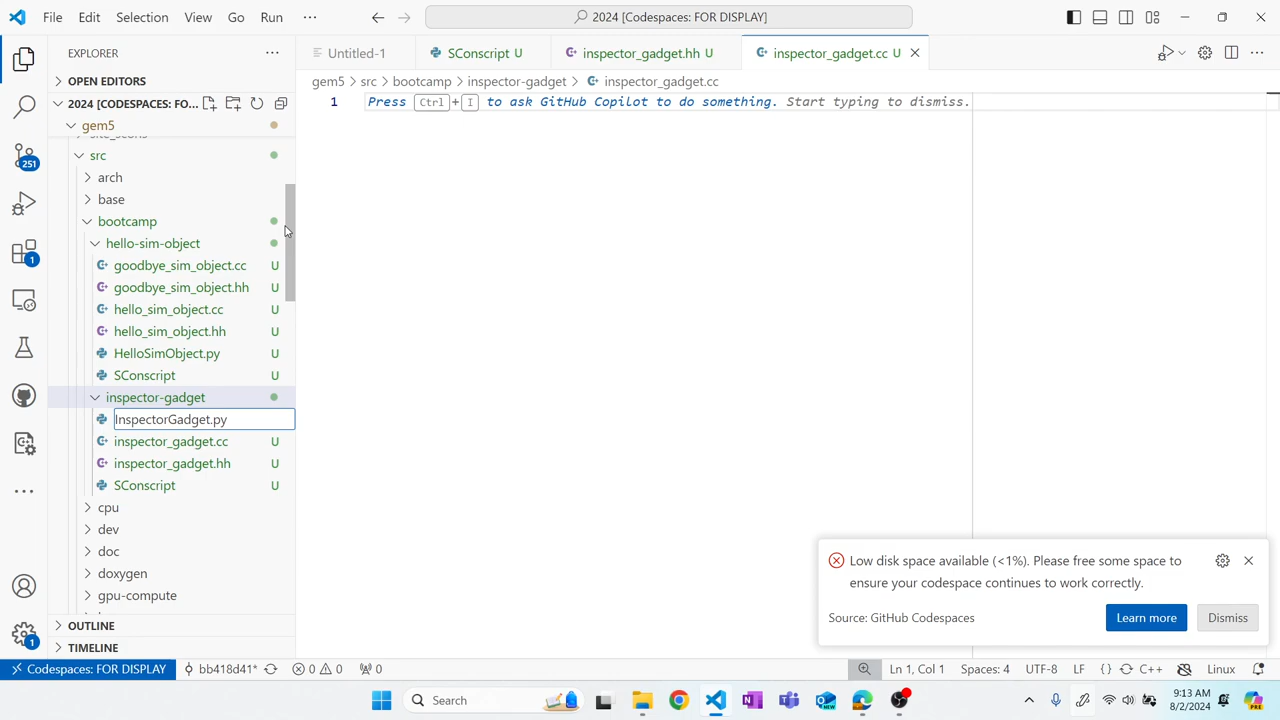 File Edit Selection View Go Run ··· 2024 [Codespaces: FOR DISPLAY]
EXPLORER ···
Untitled-1 SConscript U inspector_gadget.hh U inspector_gadget.cc U
OPEN EDITORS
2024 [CODESPACES: FO...
gem5 > src > bootcamp > inspector-gadget > inspector_gadget.cc
1 Press Ctrl + I to ask GitHub Copilot to do something. Start typing to dismiss.
gem5
src
arch
base
bootcamp
hello-sim-object
goodbye_sim_object.cc U
goodbye_sim_object.hh U
hello_sim_object.cc U
hello_sim_object.hh U
HelloSimObject.py U
SConscript U
inspector-gadget
InspectorGadget.py
inspector_gadget.cc U
inspector_gadget.hh U
SConscript U
cpu
dev
doc
doxygen
gpu-compute
OUTLINE
TIMELINE
251
1
1
Low disk space available (<1%). Please free some space to
ensure your codespace continues to work correctly.
Source: GitHub Codespaces Learn more Dismiss
Codespaces: FOR DISPLAY bb418d41* 0 0 0 Ln 1, Col 1 Spaces: 4 UTF-8 LF {} C++ Linux
Search
9:13 AM
8/2/2024
PRE